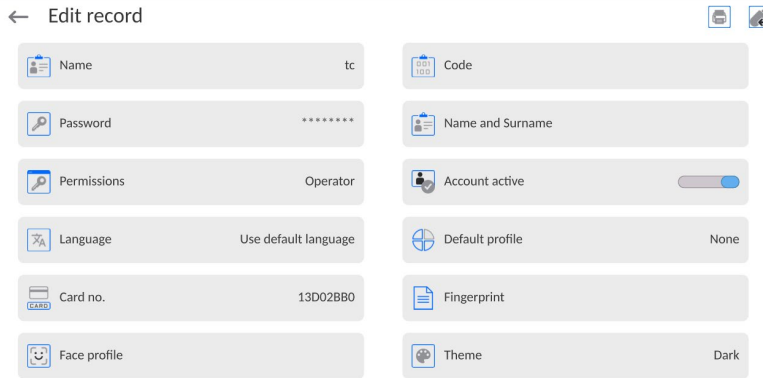 Edit record
Name tc
Code
Password ********
Name and Surname
Permissions Operator
Account active
Language Use default language
Default profile None
Card no. 13D02BB0
Fingerprint
Face profile
Theme Dark